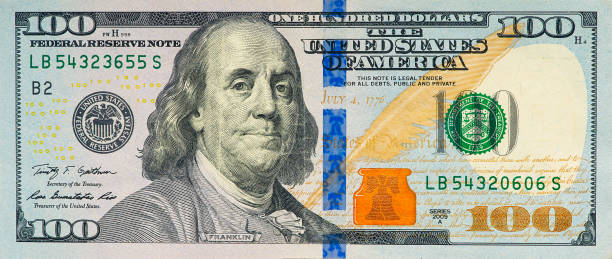 100
FW H 598
FEDERAL RESERVE NOTE
LB 54323655 S
B2
UNITED STATES
FEDERAL RESERVE SYSTEM
Timothy F. Geithner
Secretary of the Treasury.
Rosa Gumataotao Rios
Treasurer of the United States.
100
FRANKLIN
ONE HUNDRED DOLLARS
THE
UNITED STATES
OF AMERICA
THIS NOTE IS LEGAL TENDER
FOR ALL DEBTS, PUBLIC AND PRIVATE
JULY 4, 1776
States of America
100
H
100
LB 54320606 S
SERIES
2009
A
100